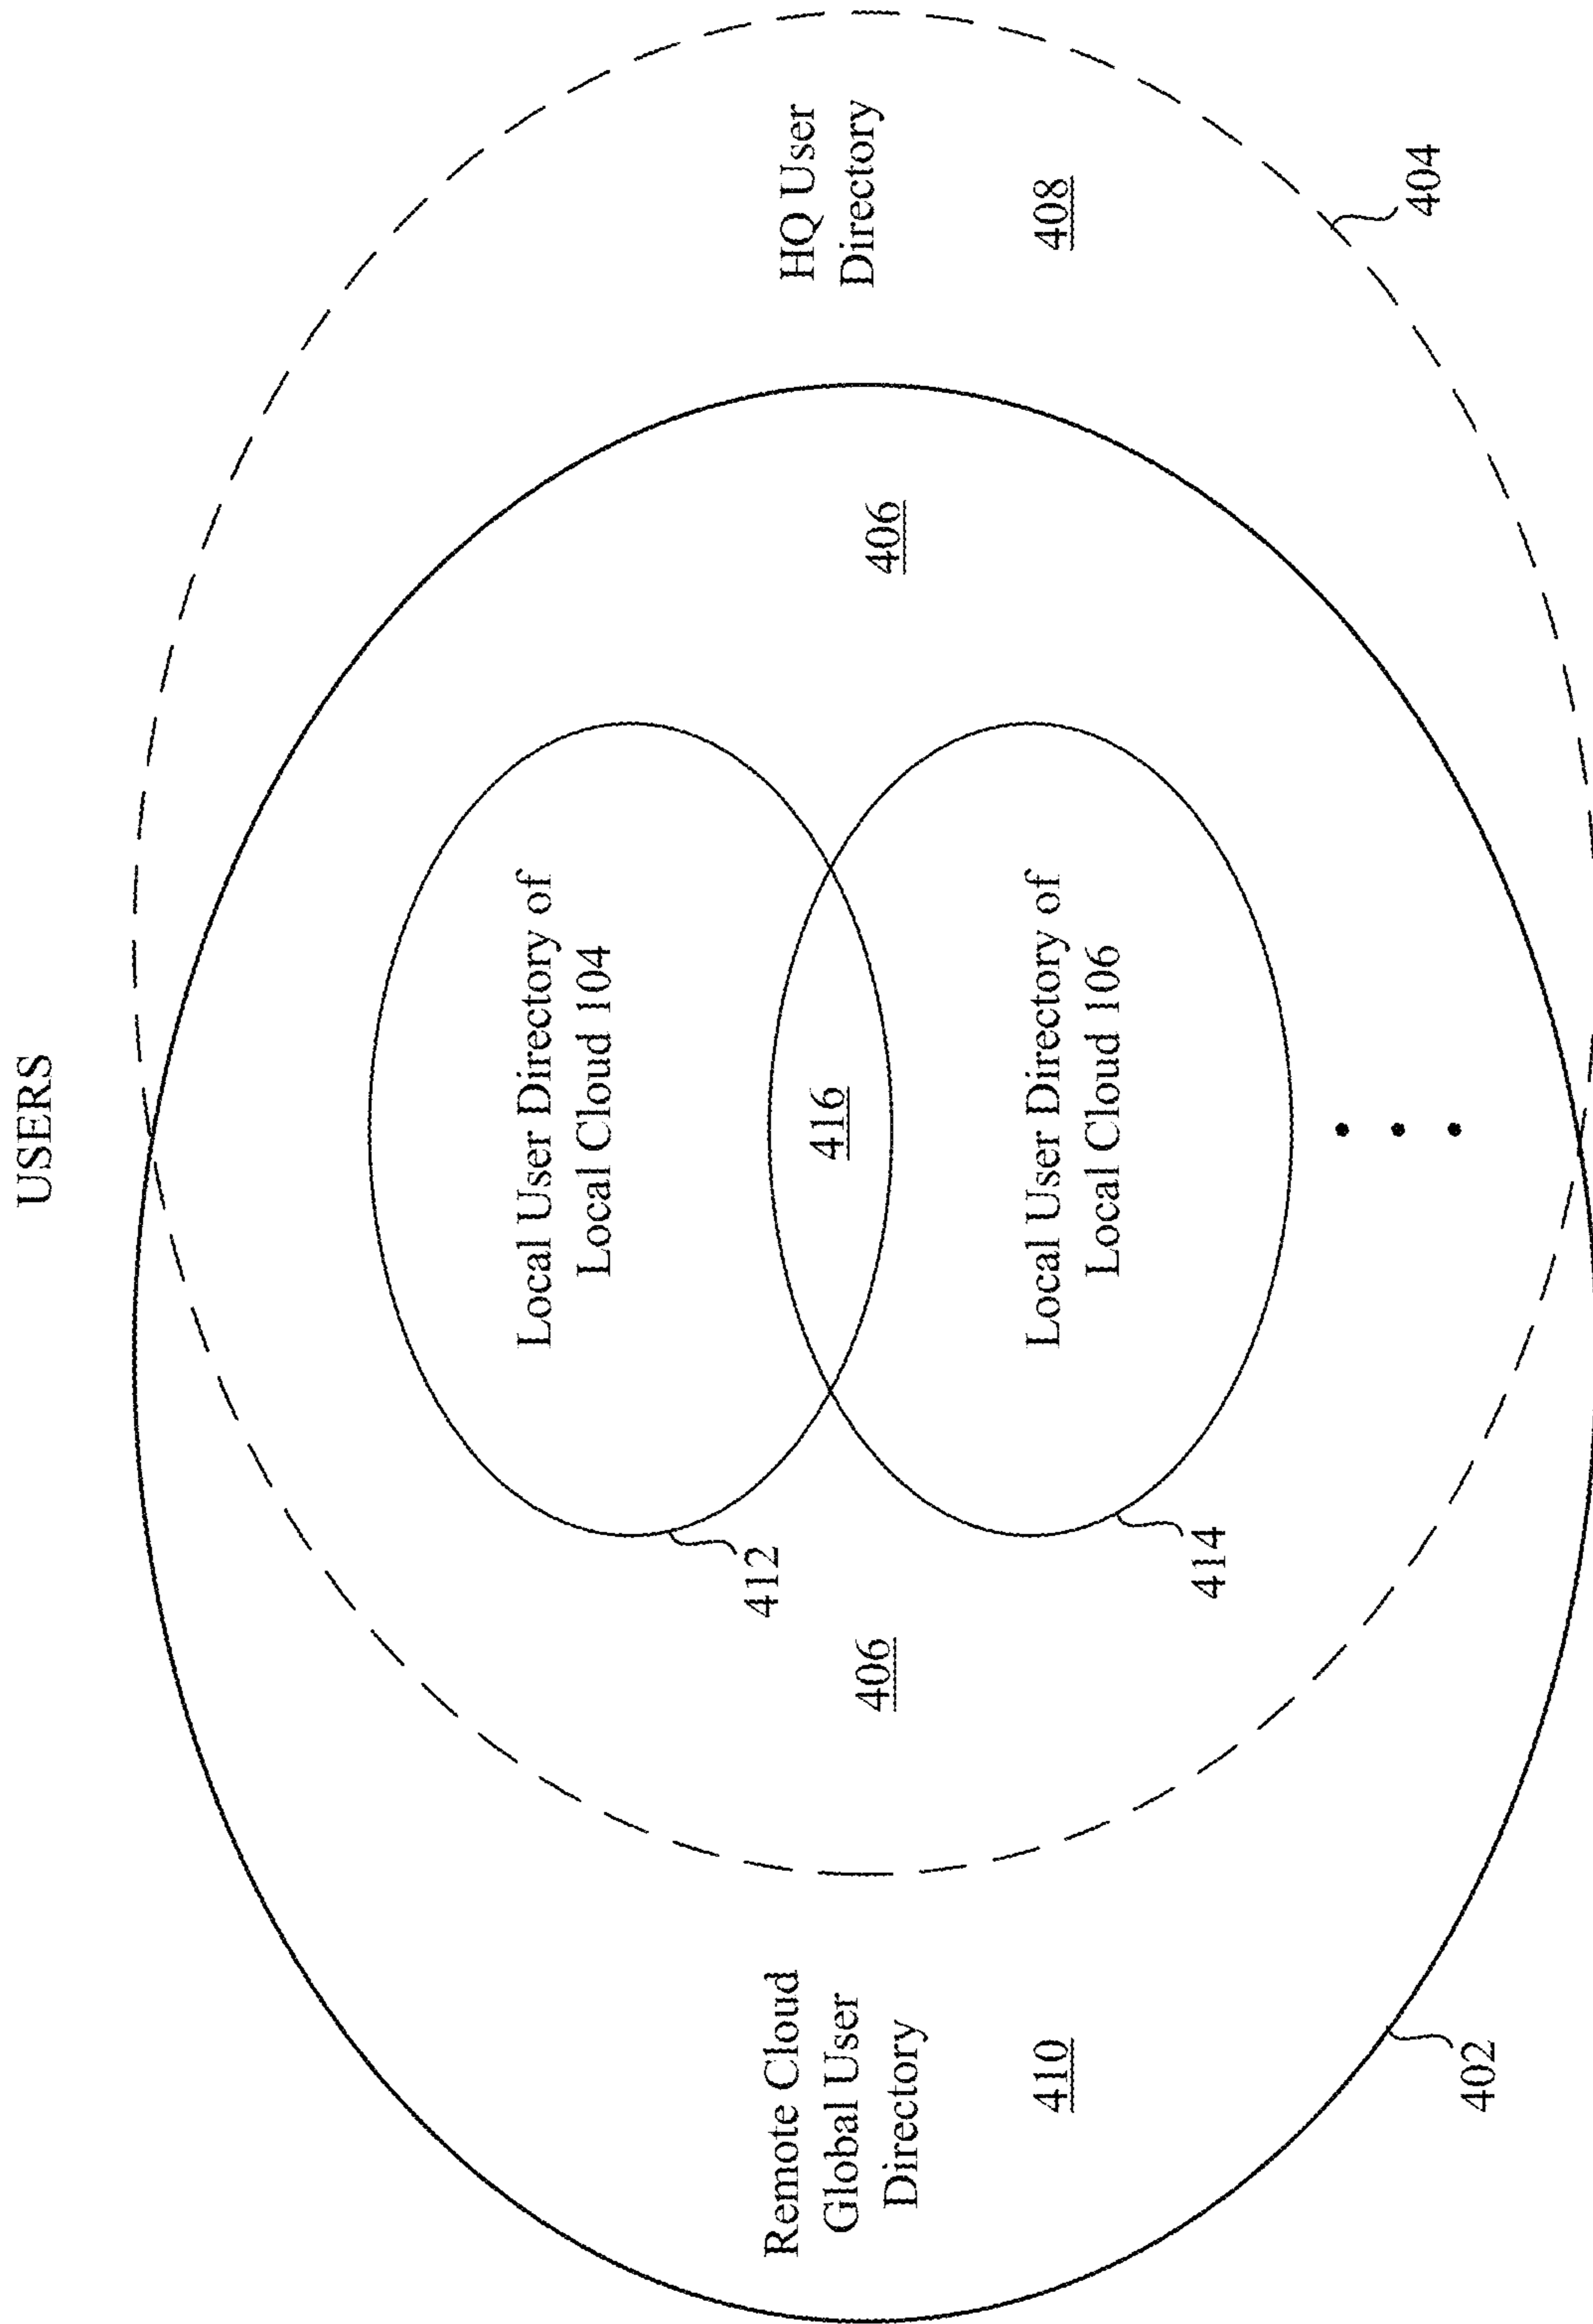 USERS
Remote Cloud
Global User
Directory
410
402
406
412
Local User Directory of
Local Cloud 104
416
Local User Directory of
Local Cloud 106
414
406
HQ User
Directory
408
404